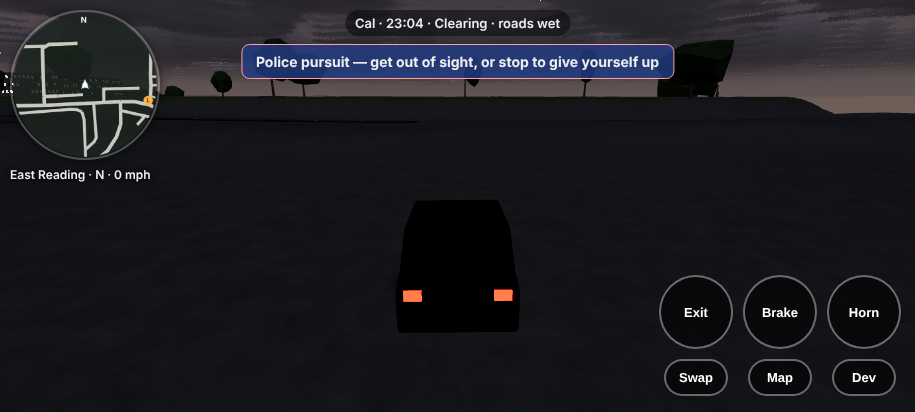 N
Cal · 23:04 · Clearing · roads wet
Police pursuit — get out of sight, or stop to give yourself up
L
East Reading · N · 0 mph
Exit
Brake
Horn
Swap
Map
Dev